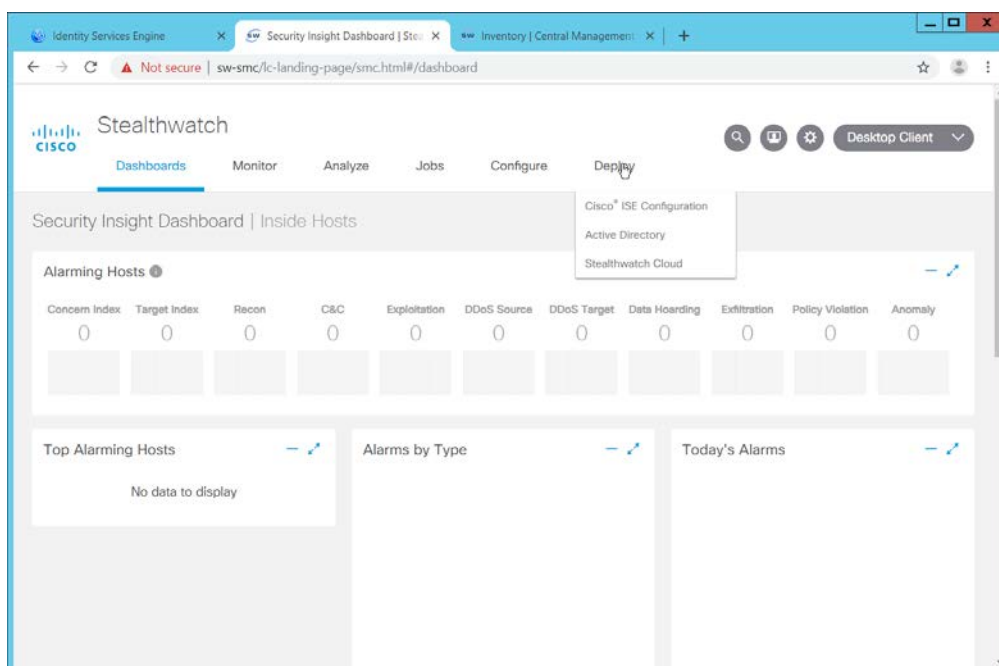 Identity Services Engine
Security Insight Dashboard | Stea
Inventory | Central Management
Not secure | sw-smc/lc-landing-page/smc.html#/dashboard
CISCO
Stealthwatch
Desktop Client
Dashboards Monitor Analyze Jobs Configure Deploy
Cisco® ISE Configuration
Active Directory
Stealthwatch Cloud
Security Insight Dashboard | Inside Hosts
Alarming Hosts
Concern Index Target Index Recon C&C Exploitation DDoS Source DDoS Target Data Hoarding Exfiltration Policy Violation Anomaly
0 0 0 0 0 0 0 0 0 0 0
Top Alarming Hosts
No data to display
Alarms by Type
Today's Alarms